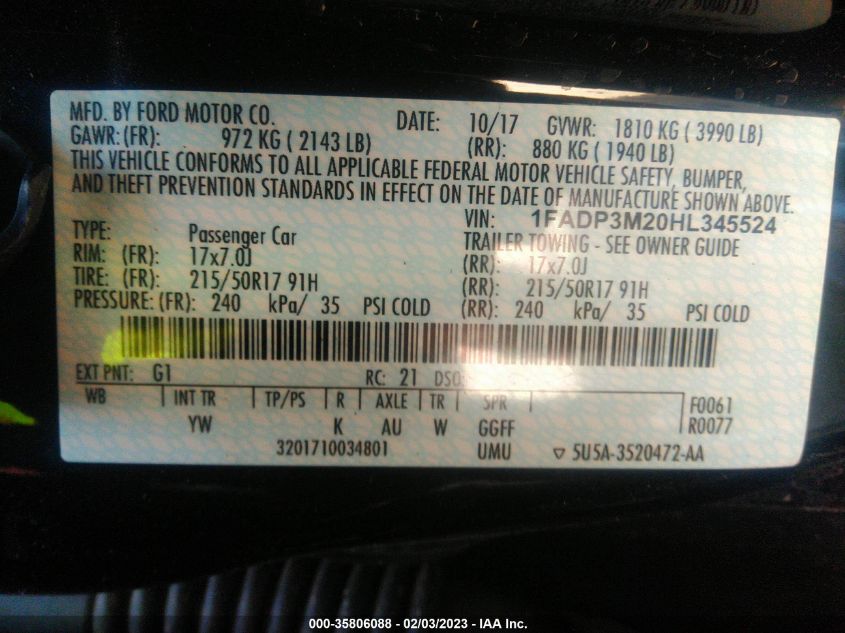 MFD. BY FORD MOTOR CO. DATE: 10/17 GVWR: 1810 KG ( 3990 LB)
GAWR:(FR): 972 KG ( 2143 LB) (RR): 880 KG ( 1940 LB)
THIS VEHICLE CONFORMS TO ALL APPLICABLE FEDERAL MOTOR VEHICLE SAFETY, BUMPER,
AND THEFT PREVENTION STANDARDS IN EFFECT ON THE DATE OF MANUFACTURE SHOWN ABOVE.
VIN: 1FADP3M20HL345524
TYPE: Passenger Car TRAILER TOWING - SEE OWNER GUIDE
RIM: (FR): 17x7.0J (RR): 17x7.0J
TIRE: (FR): 215/50R17 91H (RR): 215/50R17 91H
PRESSURE: (FR): 240 kPa/ 35 PSI COLD (RR): 240 kPa/ 35 PSI COLD
EXT PNT: G1 RC: 21 DSO:
WB INT TR TP/PS R AXLE TR SPR F0061
YW K AU W GGFF R0077
3201710034801 UMU ▽ 5U5A-3520472-AA
000-35806088 - 02/03/2023 - IAA Inc.